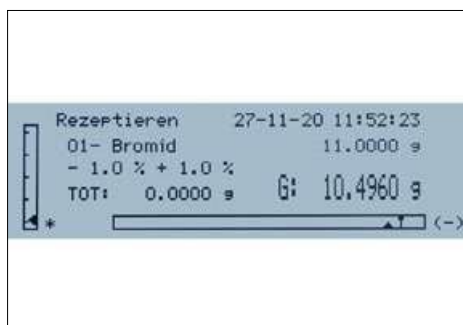 Rezeptieren 27-11-20 11:52:23
01- Bromid 11.0000 g
- 1.0 % + 1.0 %
TOT: 0.0000 g G: 10.4960 g
* (-)